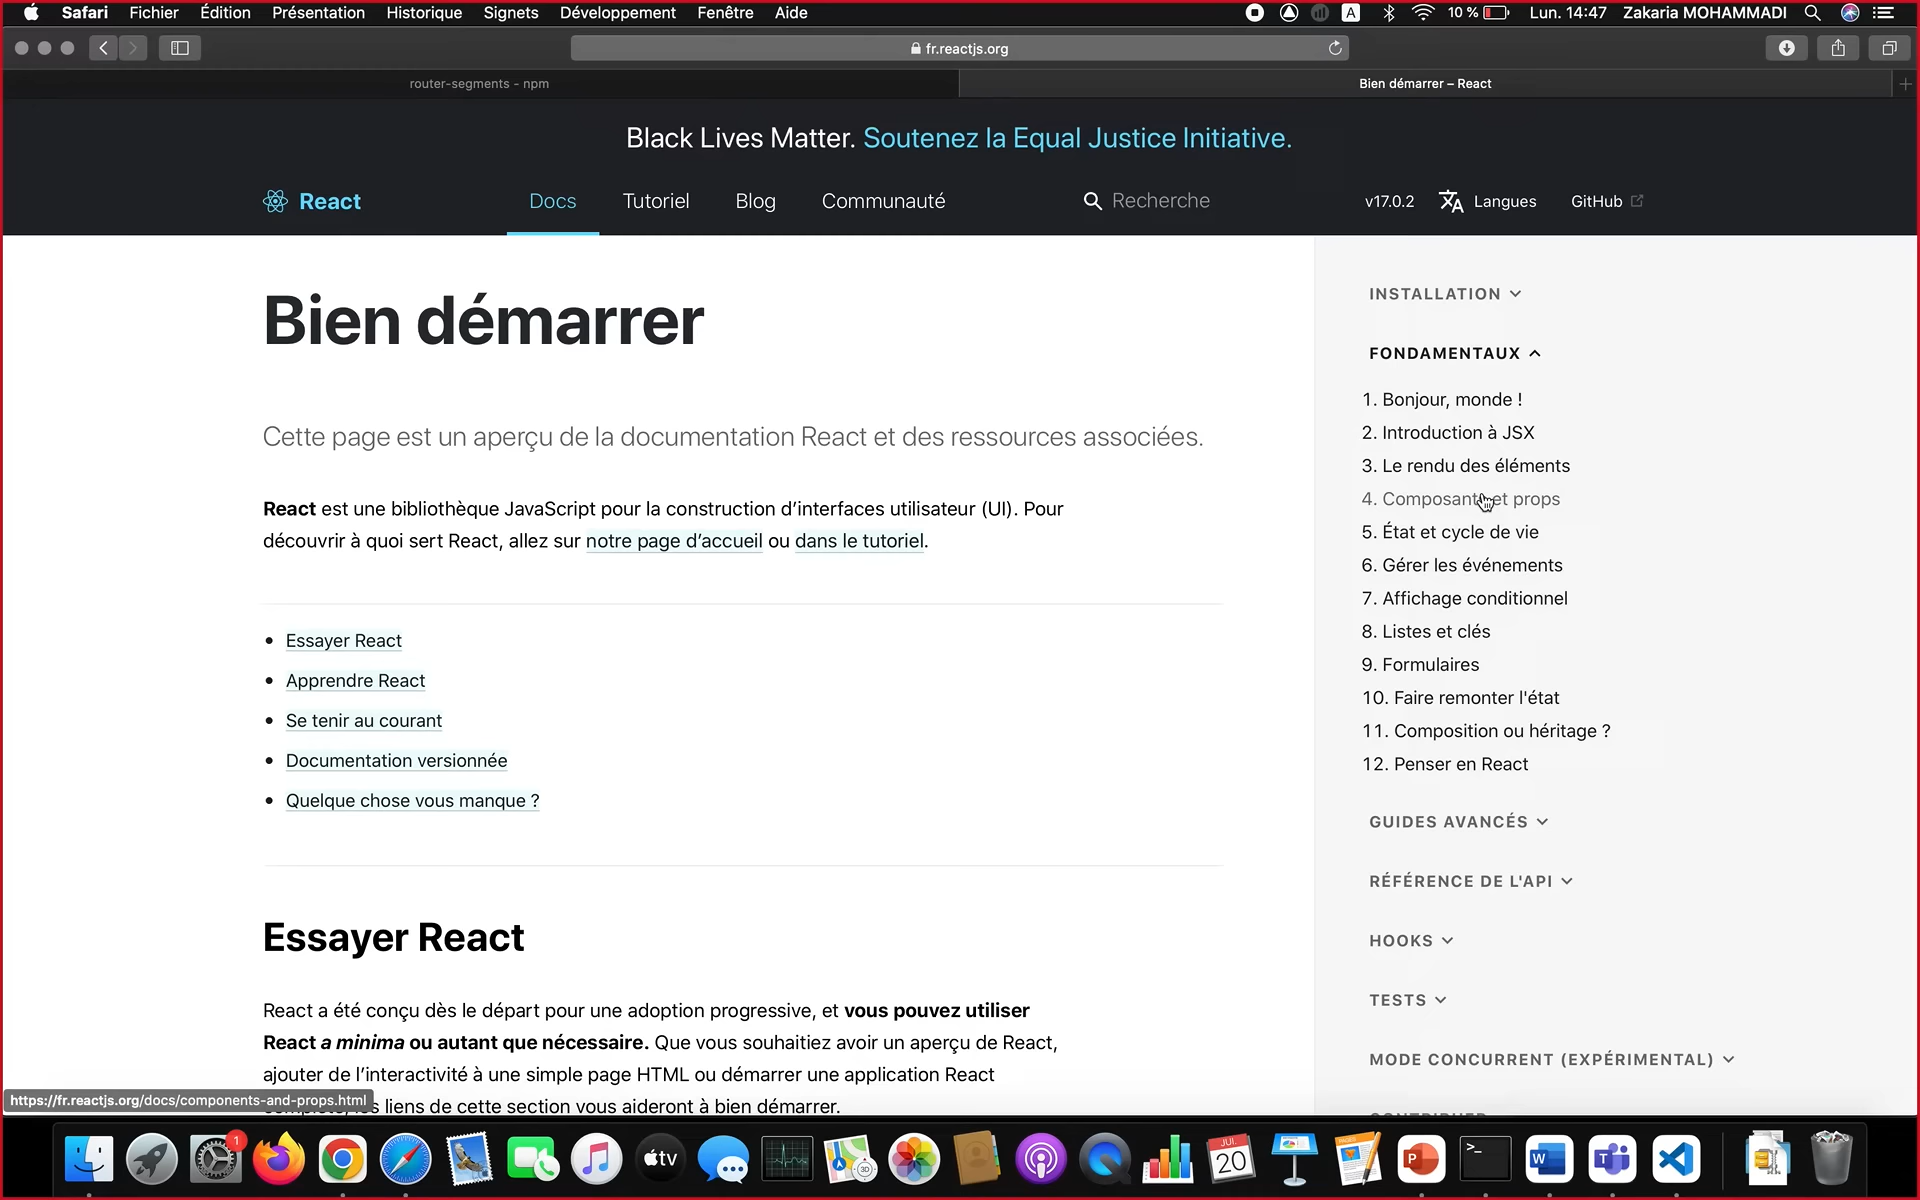 Safari Fichier Édition Présentation Historique Signets Développement Fenêtre Aide A 10 % Lun. 14:47 Zakaria MOHAMMADI
fr.reactjs.org
router-segments - npm
Bien démarrer – React
Black Lives Matter. Soutenez la Equal Justice Initiative.
React Docs Tutoriel Blog Communauté Recherche v17.0.2 Langues GitHub
Bien démarrer
Cette page est un aperçu de la documentation React et des ressources associées.
React est une bibliothèque JavaScript pour la construction d’interfaces utilisateur (UI). Pour
découvrir à quoi sert React, allez sur notre page d’accueil ou dans le tutoriel.
• Essayer React
• Apprendre React
• Se tenir au courant
• Documentation versionnée
• Quelque chose vous manque ?
Essayer React
React a été conçu dès le départ pour une adoption progressive, et vous pouvez utiliser
React a minima ou autant que nécessaire. Que vous souhaitiez avoir un aperçu de React,
ajouter de l’interactivité à une simple page HTML ou démarrer une application React
liens de cette section vous aideront à bien démarrer.
https://fr.reactjs.org/docs/components-and-props.html
INSTALLATION
FONDAMENTAUX
1. Bonjour, monde !
2. Introduction à JSX
3. Le rendu des éléments
4. Composants et props
5. État et cycle de vie
6. Gérer les événements
7. Affichage conditionnel
8. Listes et clés
9. Formulaires
10. Faire remonter l'état
11. Composition ou héritage ?
12. Penser en React
GUIDES AVANCÉS
RÉFÉRENCE DE L'API
HOOKS
TESTS
MODE CONCURRENT (EXPÉRIMENTAL)
1
tv
3D
JUIL.
20
PAGES
P
>_
W
T